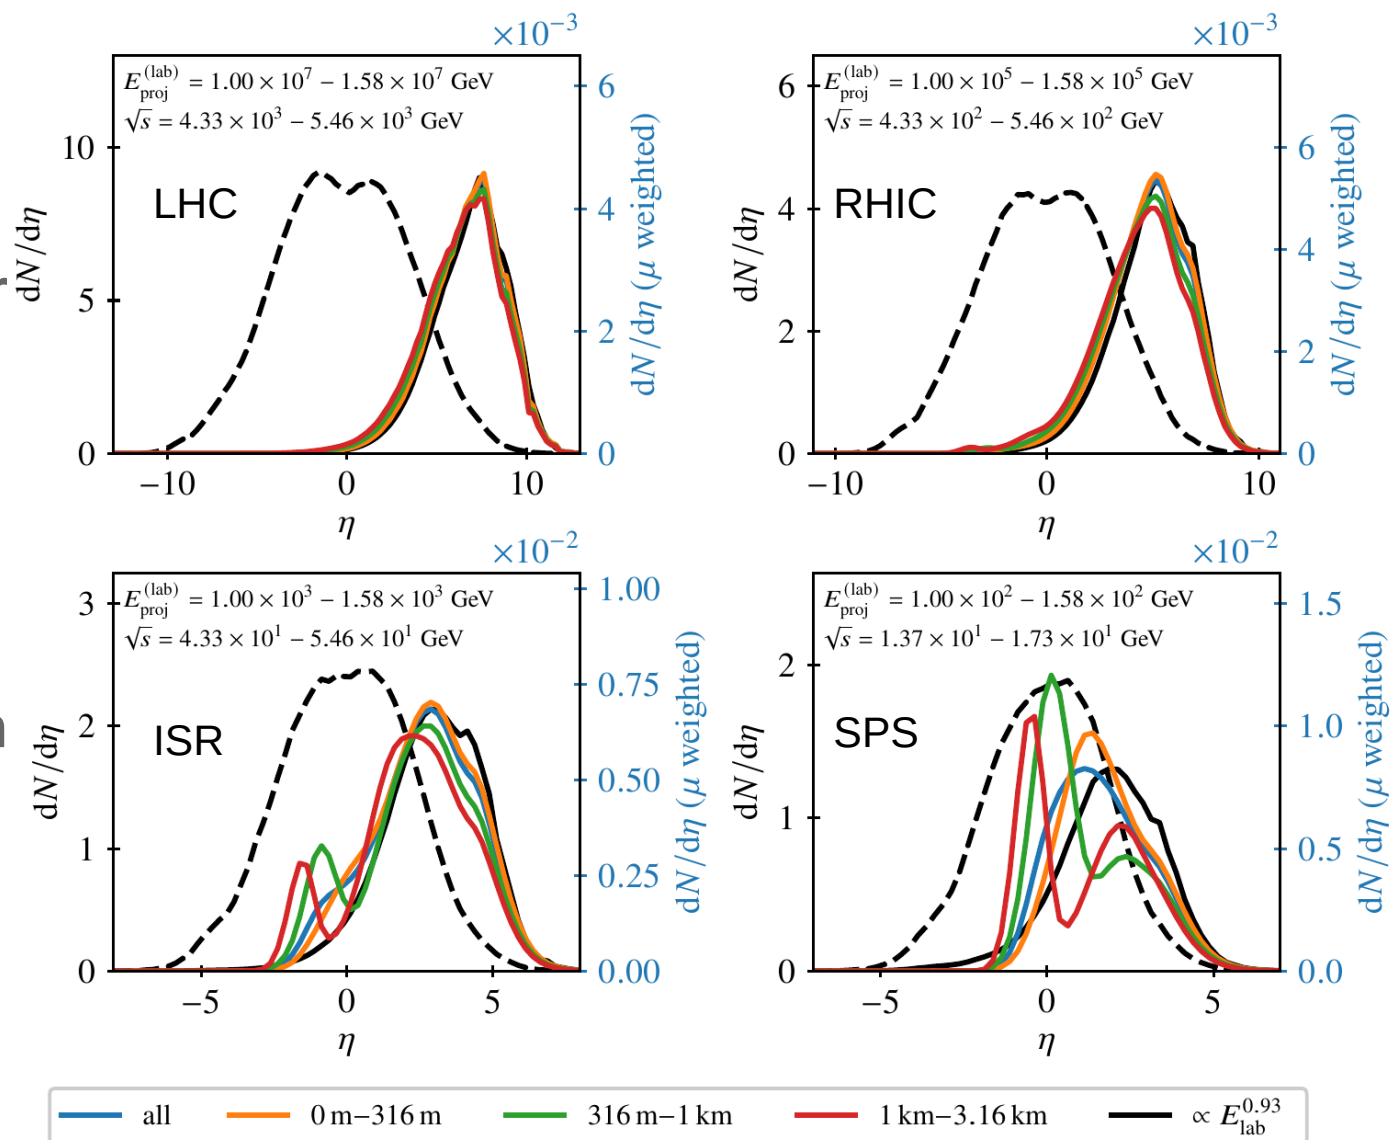 ×10⁻³
E_proj^(lab) = 1.00 × 10⁷ – 1.58 × 10⁷ GeV
√s = 4.33 × 10³ – 5.46 × 10³ GeV
LHC
10
5
0
dN/dη
6
4
2
0
dN/dη (μ weighted)
−10 0 10
η
×10⁻³
E_proj^(lab) = 1.00 × 10⁵ – 1.58 × 10⁵ GeV
√s = 4.33 × 10² – 5.46 × 10² GeV
RHIC
6
4
2
0
dN/dη
6
4
2
0
dN/dη (μ weighted)
−10 0 10
η
×10⁻²
E_proj^(lab) = 1.00 × 10³ – 1.58 × 10³ GeV
√s = 4.33 × 10¹ – 5.46 × 10¹ GeV
ISR
3
2
1
0
dN/dη
1.00
0.75
0.50
0.25
0.00
dN/dη (μ weighted)
−5 0 5
η
×10⁻²
E_proj^(lab) = 1.00 × 10² – 1.58 × 10² GeV
√s = 1.37 × 10¹ – 1.73 × 10¹ GeV
SPS
2
1
0
dN/dη
1.5
1.0
0.5
0.0
dN/dη (μ weighted)
−5 0 5
η
all 0 m–316 m 316 m–1 km 1 km–3.16 km ∝ E_lab^0.93